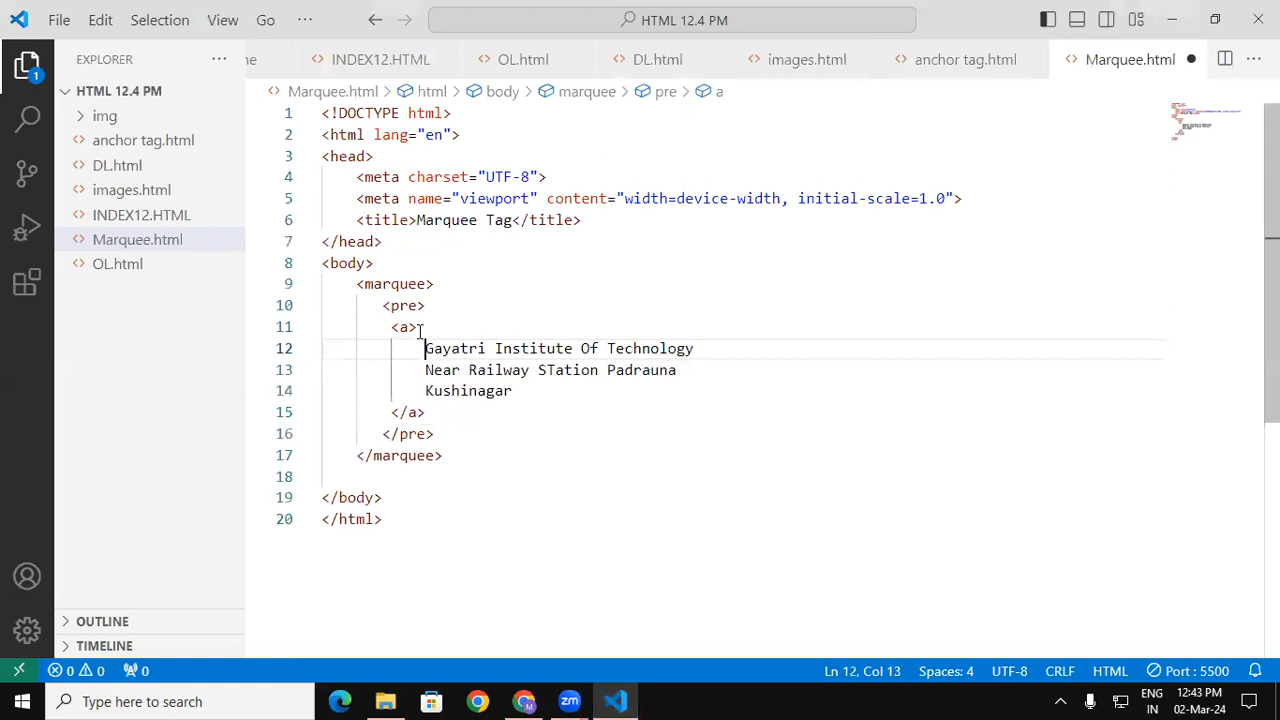 File Edit Selection View Go ··· HTML 12.4 PM
EXPLORER ···
ne INDEX12.HTML OL.html DL.html images.html anchor tag.html Marquee.html ● ···
HTML 12.4 PM
Marquee.html > html > body > marquee > pre > a
img
anchor tag.html
DL.html
images.html
INDEX12.HTML
Marquee.html
OL.html
1 <!DOCTYPE html>
2 <html lang="en">
3 <head>
4 <meta charset="UTF-8">
5 <meta name="viewport" content="width=device-width, initial-scale=1.0">
6 <title>Marquee Tag</title>
7 </head>
8 <body>
9 <marquee>
10 <pre>
11 <a>
12 Gayatri Institute Of Technology
13 Near Railway STation Padrauna
14 Kushinagar
15 </a>
16 </pre>
17 </marquee>
18
19 </body>
20 </html>
1
OUTLINE
TIMELINE
0 0 0 Ln 12, Col 13 Spaces: 4 UTF-8 CRLF HTML Port : 5500
Type here to search zm M ENG IN 12:43 PM 02-Mar-24